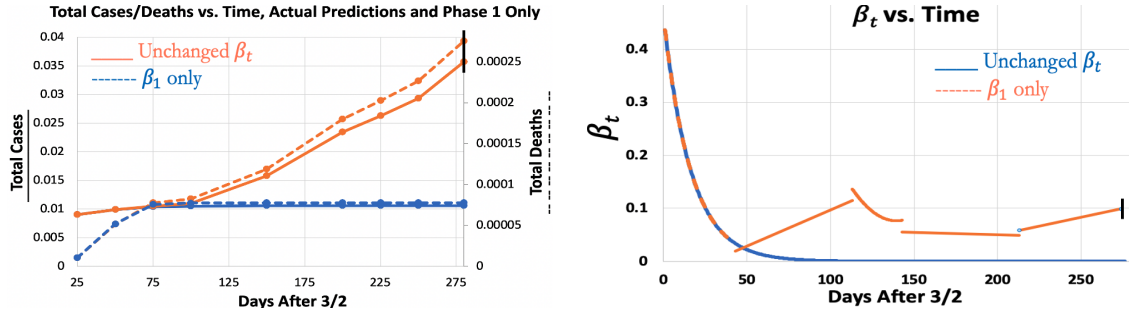 Total Cases/Deaths vs. Time, Actual Predictions and Phase 1 Only
0.04
0.035
0.03
0.025
0.02
0.015
0.01
0.005
0
Total Cases
Unchanged βt
β1 only
0.00025
0.0002
0.00015
0.0001
0.00005
0
Total Deaths
25 75 125 175 225 275
Days After 3/2
βt vs. Time
0.4
0.3
0.2
0.1
0
βt
Unchanged βt
β1 only
0 50 100 150 200 250
Days After 3/2